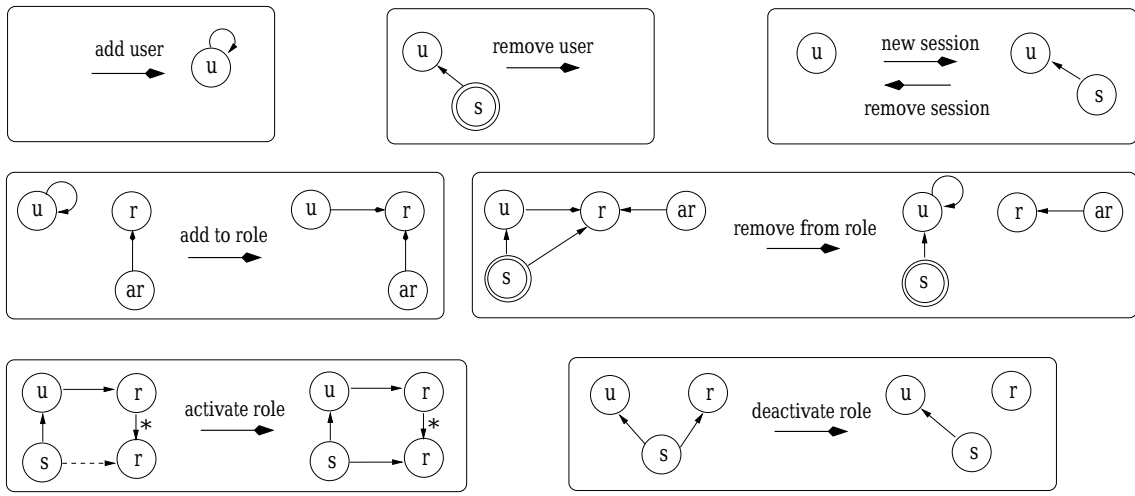 add user
u
u
s
remove user
u
new session
remove session
u
s
u
r
ar
add to role
u
r
ar
u
r
ar
s
remove from role
u
r
ar
s
u
r
*
s
r
activate role
u
r
*
s
r
u
r
s
deactivate role
u
r
s